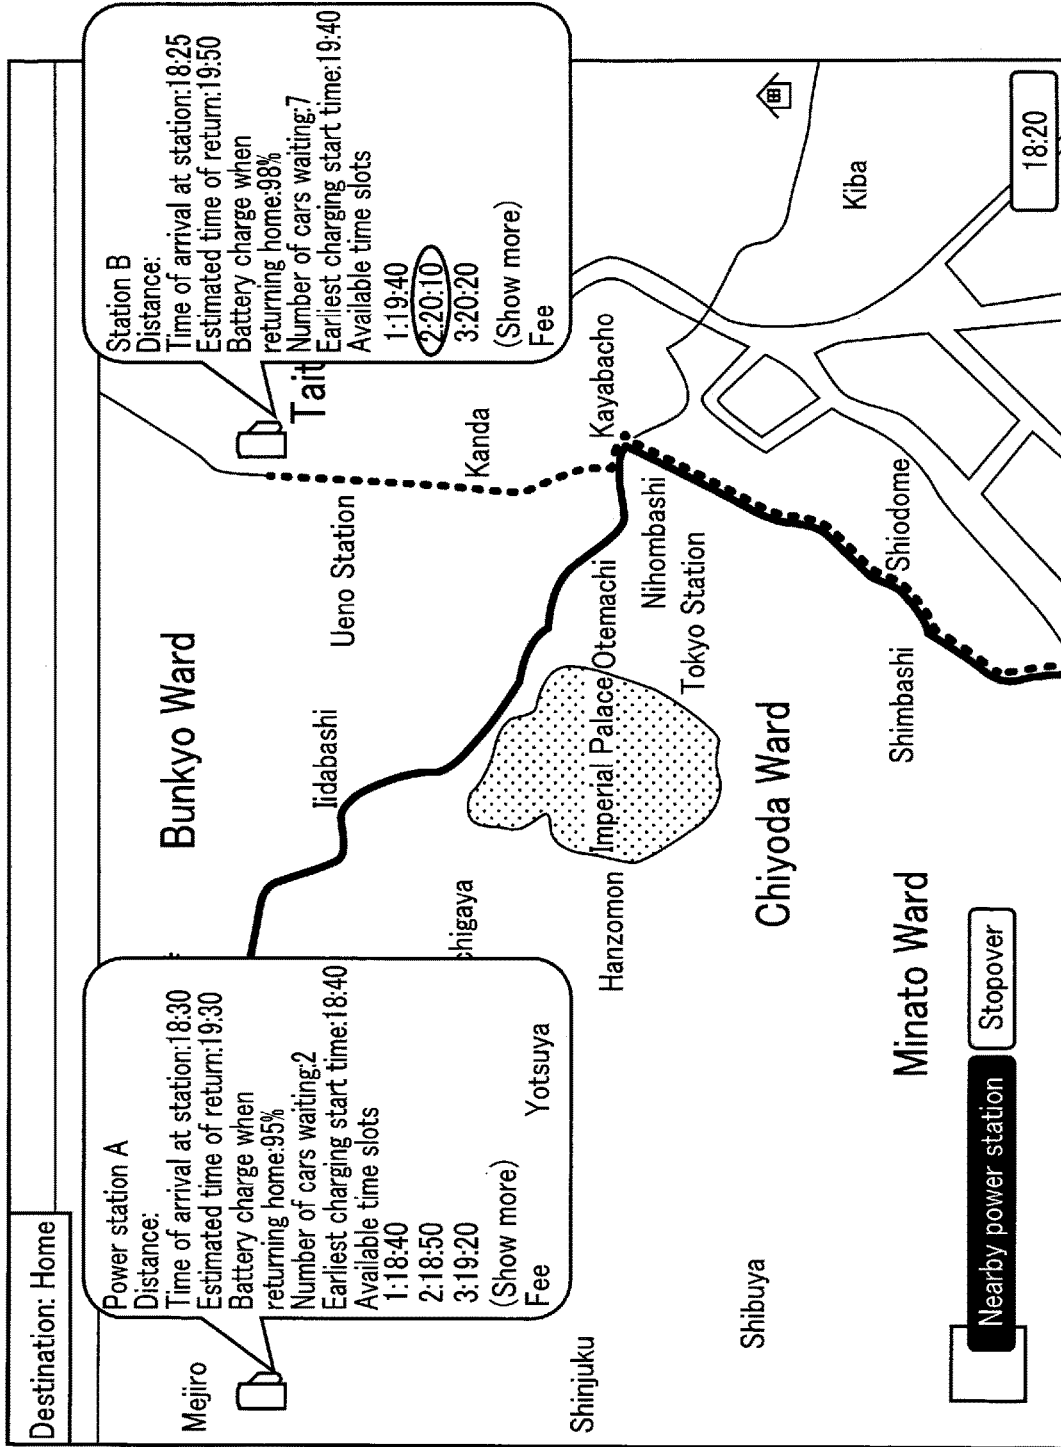 Destination: Home
Mejiro
Power station A
Distance:
Time of arrival at station:18:30
Estimated time of return:19:30
Battery charge when
returning home:95%
Number of cars waiting:2
Earliest charging start time:18:40
Available time slots
1:18:40
2:18:50
3:19:20
(Show more)
Fee
Yotsuya
Station B
Distance:
Time of arrival at station:18:25
Estimated time of return:19:50
Battery charge when
returning home:98%
Number of cars waiting:7
Earliest charging start time:19:40
Available time slots
1:19:40
2:20:10
3:20:20
(Show more)
Fee
Bunkyo Ward
Tait
Iidabashi
Ueno Station
Kanda
chigaya
Shinjuku
Hanzomon
Imperial Palace
Otemachi
Kayabacho
Nihombashi
Tokyo Station
Shibuya
Chiyoda Ward
Kiba
Minato Ward
Shimbashi
Shiodome
Nearby power station
Stopover
18:20